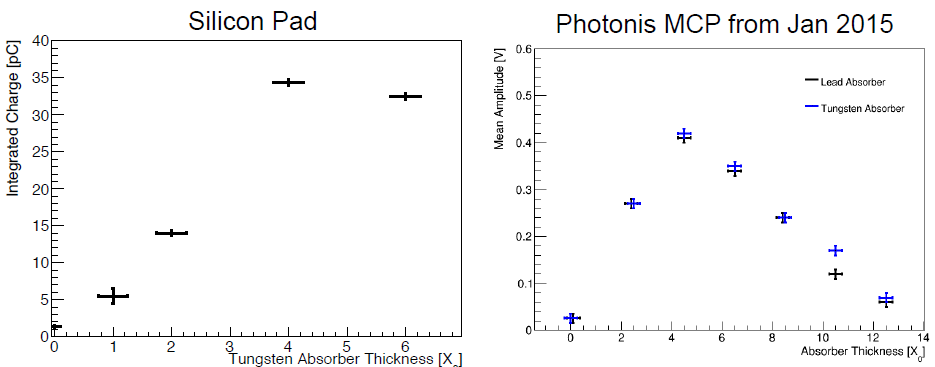 Silicon Pad
Integrated Charge [pC]
40
35
30
25
20
15
10
5
0
0 1 2 3 4 5 6
Tungsten Absorber Thickness [X₀]
Photonis MCP from Jan 2015
Mean Amplitude [V]
0.6
0.5
0.4
0.3
0.2
0.1
0
Lead Absorber
Tungsten Absorber
0 2 4 6 8 10 12 14
Absorber Thickness [X₀]